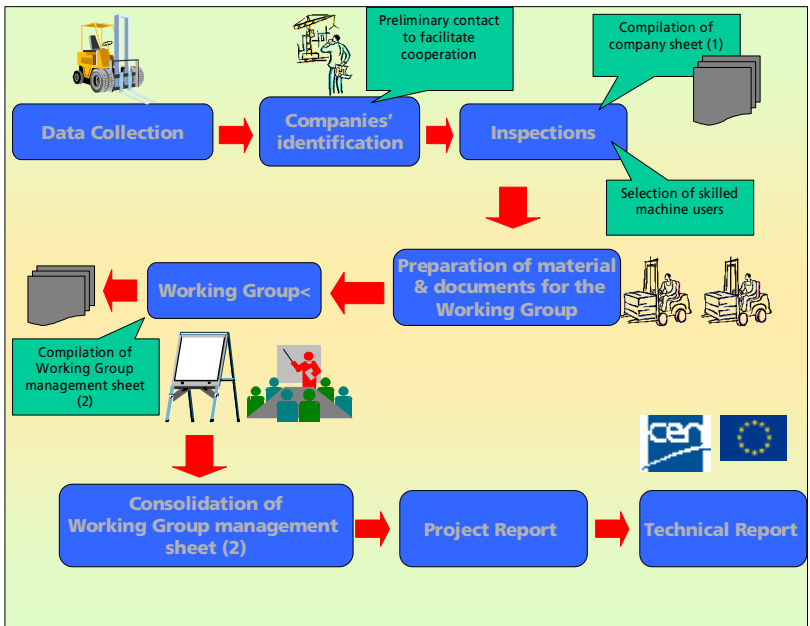 Preliminary contact
to facilitate
cooperation
Compilation of
company sheet (1)
Data Collection
Companies'
identification
Inspections
Selection of skilled
machine users
Preparation of material
& documents for the
Working Group
Working Group<
Compilation of
Working Group
management sheet
(2)
cen
Consolidation of
Working Group management
sheet (2)
Project Report
Technical Report